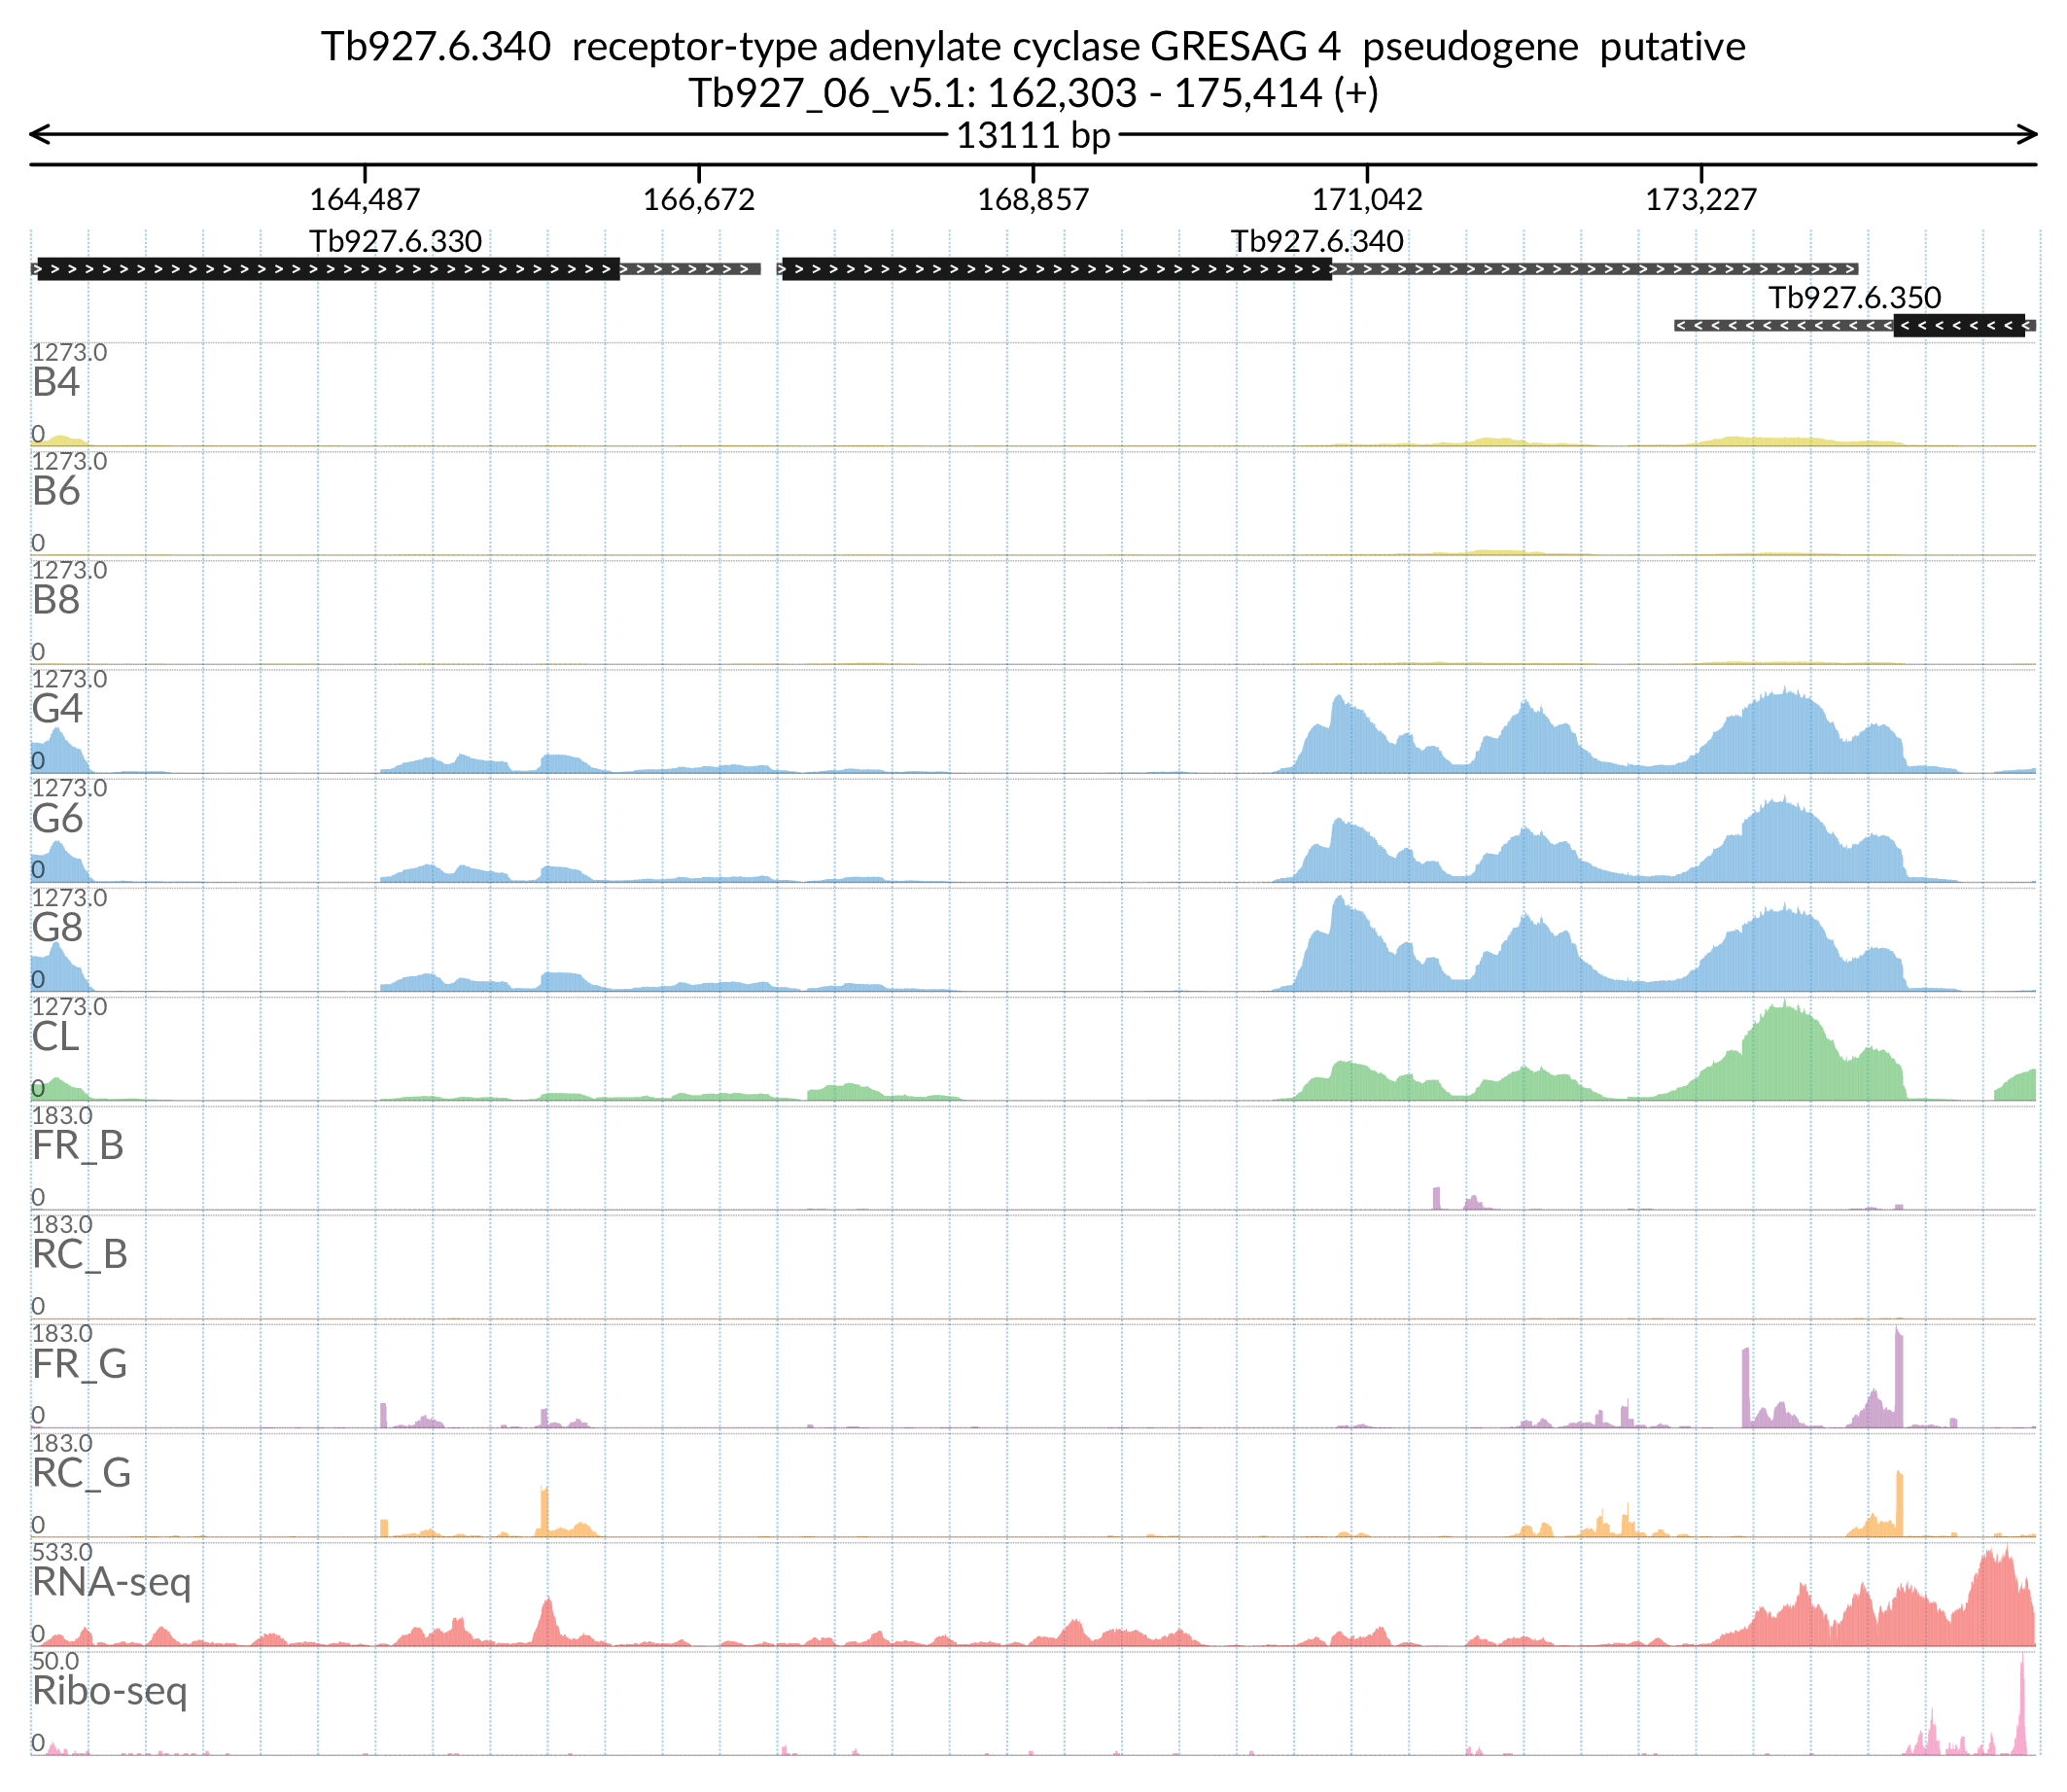 Tb927.6.340  receptor-type adenylate cyclase GRESAG 4  pseudogene  putative
Tb927_06_v5.1: 162,303 - 175,414 (+)
13111 bp
164,487 166,672 168,857 171,042 173,227
Tb927.6.330 Tb927.6.340
Tb927.6.350
1273.0
B4
0
1273.0
B6
0
1273.0
B8
0
1273.0
G4
0
1273.0
G6
0
1273.0
G8
0
1273.0
CL
0
183.0
FR_B
0
183.0
RC_B
0
183.0
FR_G
0
183.0
RC_G
0
533.0
RNA-seq
0
50.0
Ribo-seq
0